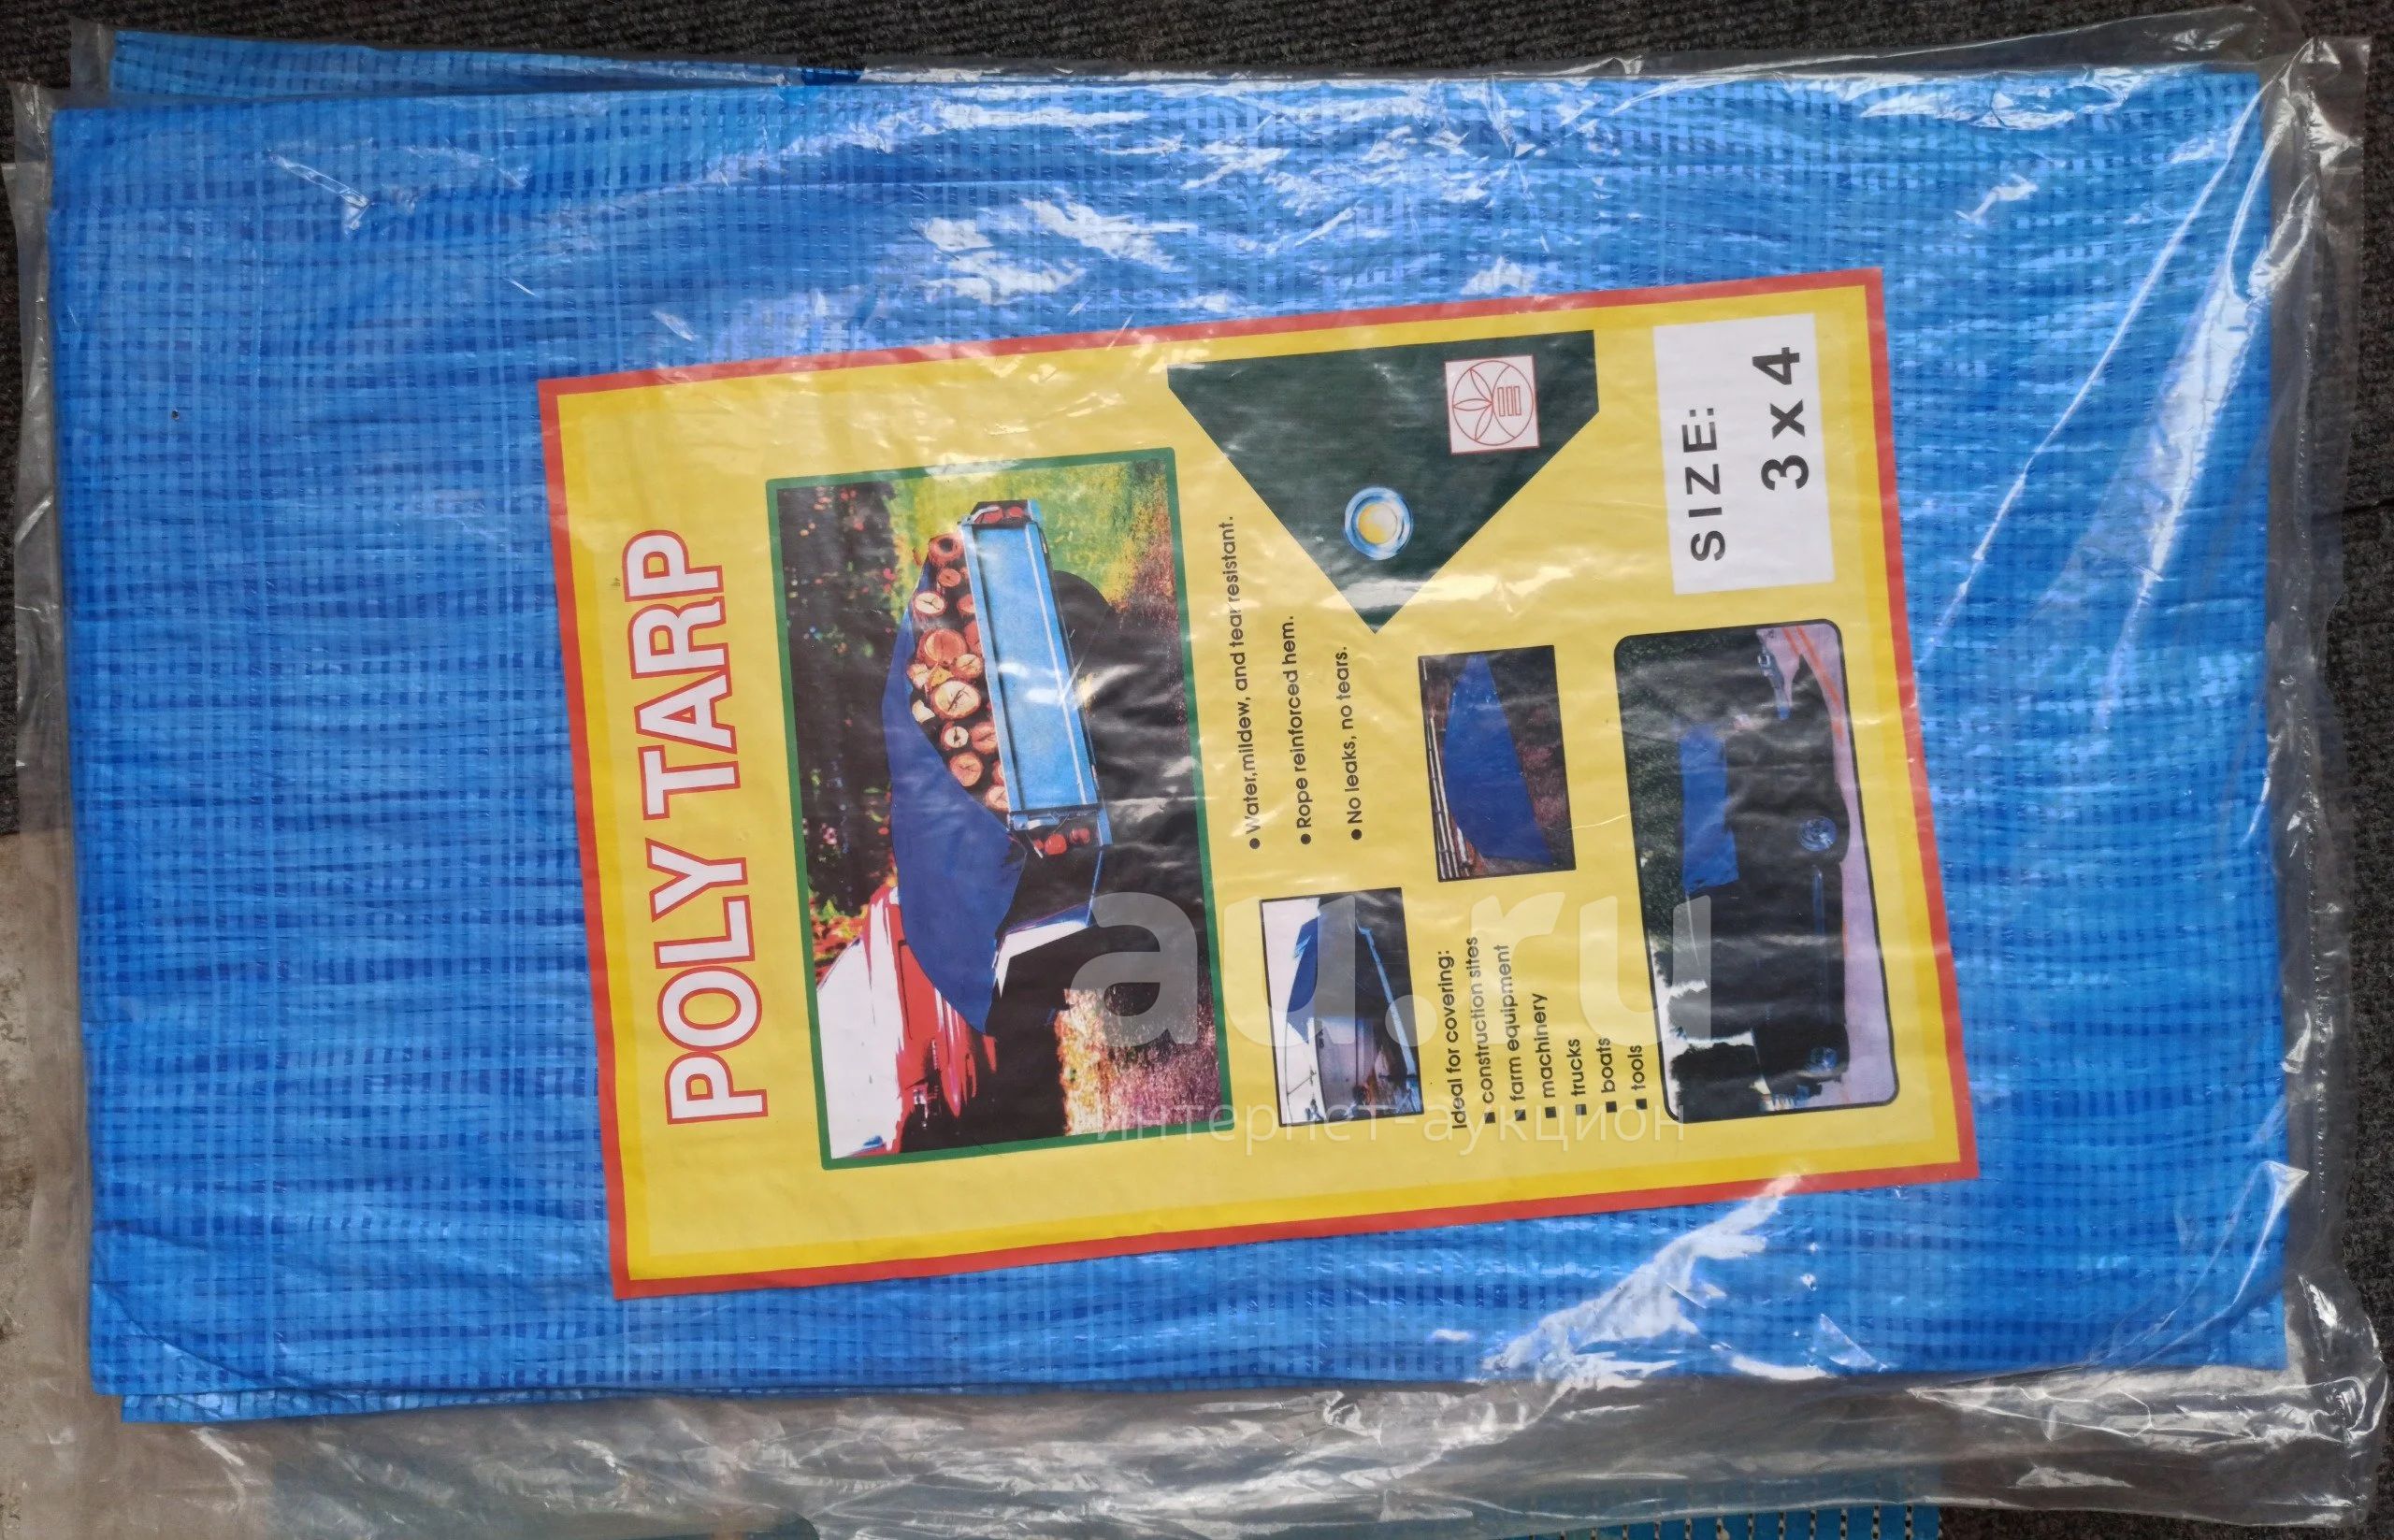 POLY TARP
● Water,mildew, and tear resistant.
● Rope reinforced hem.
● No leaks, no tears.
Ideal for covering:
■ construction sites
■ farm equipment
■ machinery
■ trucks
■ boats
■ tools
SIZE:
3 x 4
au.ru
интернет-аукцион